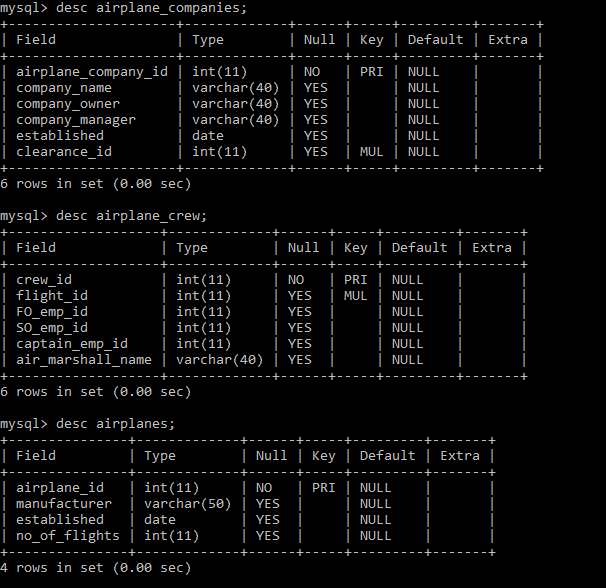 mysql> desc airplane_companies;
+---------------------+-------------+------+-----+---------+-------+
| Field               | Type        | Null | Key | Default | Extra |
+---------------------+-------------+------+-----+---------+-------+
| airplane_company_id | int(11)     | NO   | PRI | NULL    |       |
| company_name        | varchar(40) | YES  |     | NULL    |       |
| company_owner       | varchar(40) | YES  |     | NULL    |       |
| company_manager     | varchar(40) | YES  |     | NULL    |       |
| established         | date        | YES  |     | NULL    |       |
| clearance_id        | int(11)     | YES  | MUL | NULL    |       |
+---------------------+-------------+------+-----+---------+-------+
6 rows in set (0.00 sec)
mysql> desc airplane_crew;
+-------------------+-------------+------+-----+---------+-------+
| Field             | Type        | Null | Key | Default | Extra |
+-------------------+-------------+------+-----+---------+-------+
| crew_id           | int(11)     | NO   | PRI | NULL    |       |
| flight_id         | int(11)     | YES  | MUL | NULL    |       |
| FO_emp_id         | int(11)     | YES  |     | NULL    |       |
| SO_emp_id         | int(11)     | YES  |     | NULL    |       |
| captain_emp_id    | int(11)     | YES  |     | NULL    |       |
| air_marshall_name | varchar(40) | YES  |     | NULL    |       |
+-------------------+-------------+------+-----+---------+-------+
6 rows in set (0.00 sec)
mysql> desc airplanes;
+---------------+-------------+------+-----+---------+-------+
| Field         | Type        | Null | Key | Default | Extra |
+---------------+-------------+------+-----+---------+-------+
| airplane_id   | int(11)     | NO   | PRI | NULL    |       |
| manufacturer  | varchar(50) | YES  |     | NULL    |       |
| established   | date        | YES  |     | NULL    |       |
| no_of_flights | int(11)     | YES  |     | NULL    |       |
+---------------+-------------+------+-----+---------+-------+
4 rows in set (0.00 sec)